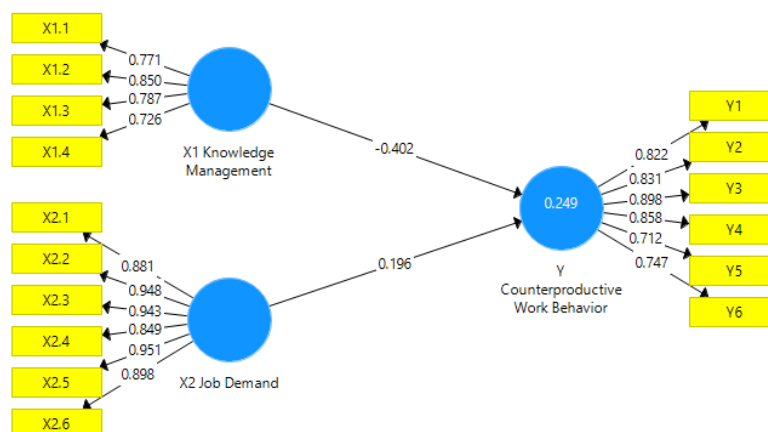 X1.1
X1.2
X1.3
X1.4
0.771
0.850
0.787
0.726
X1 Knowledge
Management
-0.402
X2.1
X2.2
X2.3
X2.4
X2.5
X2.6
0.881
0.948
0.943
0.849
0.951
0.898
X2 Job Demand
0.196
0.249
Y
Counterproductive
Work Behavior
0.822
0.831
0.898
0.858
0.712
0.747
Y1
Y2
Y3
Y4
Y5
Y6